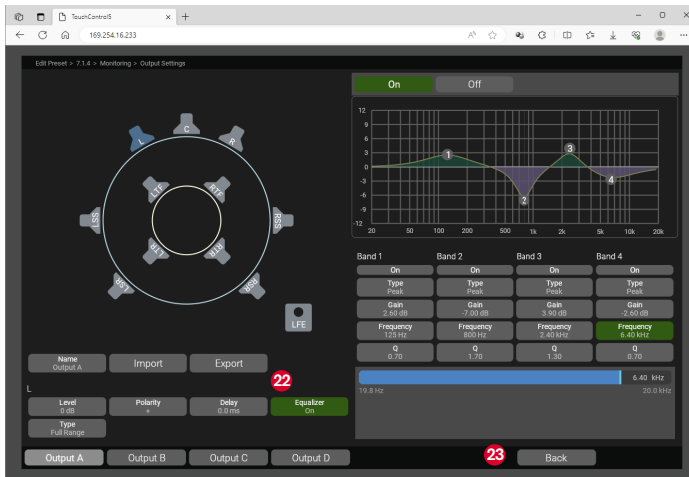 TouchControl5
169.254.16.233
Edit Preset > 7.1.4 > Monitoring > Output Settings
On Off
C
L R
LTF RTF
LSS RSS
LTR RTR
LSR RSR
LFE
12
9
6
3
0
-3
-6
-9
-12
1 2 3 4
20 50 100 200 500 1k 2k 5k 10k 20k
Band 1 Band 2 Band 3 Band 4
On On On On
Type Type Type Type
Peak Peak Peak Peak
Gain Gain Gain Gain
2.60 dB -7.00 dB 3.90 dB -2.60 dB
Frequency Frequency Frequency Frequency
125 Hz 800 Hz 2.40 kHz 6.40 kHz
Q Q Q Q
0.70 1.70 1.30 0.70
6.40 kHz
19.8 Hz 20.0 kHz
Name
Output A
Import Export
22
L
Level Polarity Delay Equalizer
0 dB + 0.0 ms On
Type
Full Range
Output A Output B Output C Output D
23
Back